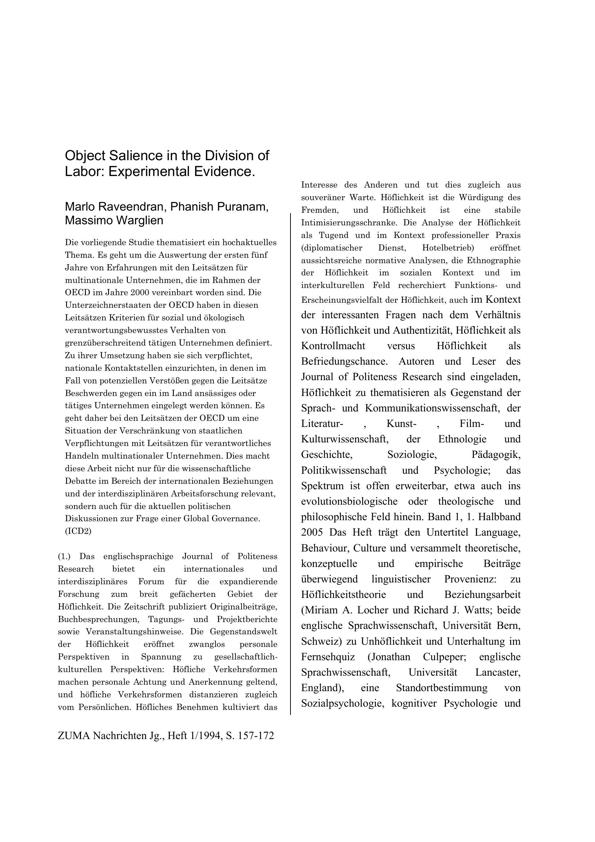 Object Salience in the Division of
Labor: Experimental Evidence.
Marlo Raveendran, Phanish Puranam,
Massimo Warglien
Die vorliegende Studie thematisiert ein hochaktuelles
Thema. Es geht um die Auswertung der ersten fünf
Jahre von Erfahrungen mit den Leitsätzen für
multinationale Unternehmen, die im Rahmen der
OECD im Jahre 2000 vereinbart worden sind. Die
Unterzeichnerstaaten der OECD haben in diesen
Leitsätzen Kriterien für sozial und ökologisch
verantwortungsbewusstes Verhalten von
grenzüberschreitend tätigen Unternehmen definiert.
Zu ihrer Umsetzung haben sie sich verpflichtet,
nationale Kontaktstellen einzurichten, in denen im
Fall von potenziellen Verstößen gegen die Leitsätze
Beschwerden gegen ein im Land ansässiges oder
tätiges Unternehmen eingelegt werden können. Es
geht daher bei den Leitsätzen der OECD um eine
Situation der Verschränkung von staatlichen
Verpflichtungen mit Leitsätzen für verantwortliches
Handeln multinationaler Unternehmen. Dies macht
diese Arbeit nicht nur für die wissenschaftliche
Debatte im Bereich der internationalen Beziehungen
und der interdisziplinären Arbeitsforschung relevant,
sondern auch für die aktuellen politischen
Diskussionen zur Frage einer Global Governance.
(ICD2)
(1.) Das englischsprachige Journal of Politeness
Research bietet ein internationales und
interdisziplinäres Forum für die expandierende
Forschung zum breit gefächerten Gebiet der
Höflichkeit. Die Zeitschrift publiziert Originalbeiträge,
Buchbesprechungen, Tagungs- und Projektberichte
sowie Veranstaltungshinweise. Die Gegenstandswelt
der Höflichkeit eröffnet zwanglos personale
Perspektiven in Spannung zu gesellschaftlich-
kulturellen Perspektiven: Höfliche Verkehrsformen
machen personale Achtung und Anerkennung geltend,
und höfliche Verkehrsformen distanzieren zugleich
vom Persönlichen. Höfliches Benehmen kultiviert das
Interesse des Anderen und tut dies zugleich aus
souveräner Warte. Höflichkeit ist die Würdigung des
Fremden, und Höflichkeit ist eine stabile
Intimisierungsschranke. Die Analyse der Höflichkeit
als Tugend und im Kontext professioneller Praxis
(diplomatischer Dienst, Hotelbetrieb) eröffnet
aussichtsreiche normative Analysen, die Ethnographie
der Höflichkeit im sozialen Kontext und im
interkulturellen Feld recherchiert Funktions- und
Erscheinungsvielfalt der Höflichkeit, auch im Kontext
der interessanten Fragen nach dem Verhältnis
von Höflichkeit und Authentizität, Höflichkeit als
Kontrollmacht versus Höflichkeit als
Befriedungschance. Autoren und Leser des
Journal of Politeness Research sind eingeladen,
Höflichkeit zu thematisieren als Gegenstand der
Sprach- und Kommunikationswissenschaft, der
Literatur- , Kunst- , Film- und
Kulturwissenschaft, der Ethnologie und
Geschichte, Soziologie, Pädagogik,
Politikwissenschaft und Psychologie; das
Spektrum ist offen erweiterbar, etwa auch ins
evolutionsbiologische oder theologische und
philosophische Feld hinein. Band 1, 1. Halbband
2005 Das Heft trägt den Untertitel Language,
Behaviour, Culture und versammelt theoretische,
konzeptuelle und empirische Beiträge
überwiegend linguistischer Provenienz: zu
Höflichkeitstheorie und Beziehungsarbeit
(Miriam A. Locher und Richard J. Watts; beide
englische Sprachwissenschaft, Universität Bern,
Schweiz) zu Unhöflichkeit und Unterhaltung im
Fernsehquiz (Jonathan Culpeper; englische
Sprachwissenschaft, Universität Lancaster,
England), eine Standortbestimmung von
Sozialpsychologie, kognitiver Psychologie und
ZUMA Nachrichten Jg., Heft 1/1994, S. 157-172